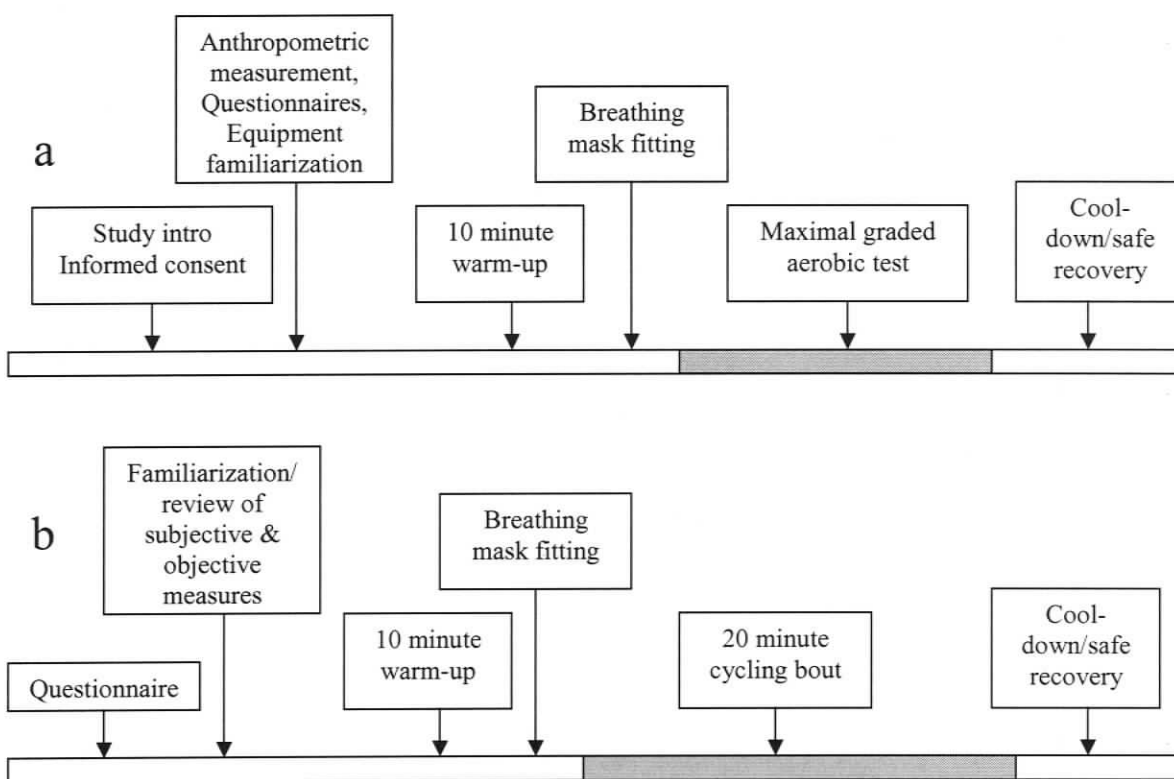 a
Study intro
Informed consent
Anthropometric
measurement,
Questionnaires,
Equipment
familiarization
10 minute
warm-up
Breathing
mask fitting
Maximal graded
aerobic test
Cool-
down/safe
recovery
b
Questionnaire
Familiarization/
review of
subjective &
objective
measures
10 minute
warm-up
Breathing
mask fitting
20 minute
cycling bout
Cool-
down/safe
recovery